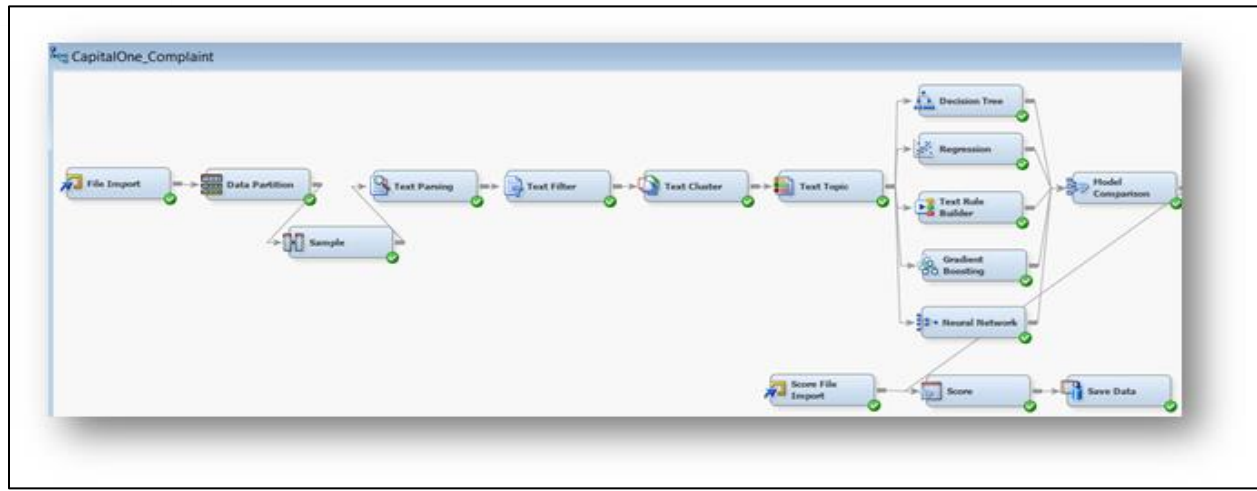 CapitalOne_Complaint
File Import
Data Partition
Sample
Text Parsing
Text Filter
Text Cluster
Text Topic
Decision Tree
Regression
Text Rule
Builder
Gradient
Boosting
Neural Network
Model
Comparison
Score File
Import
Score
Save Data